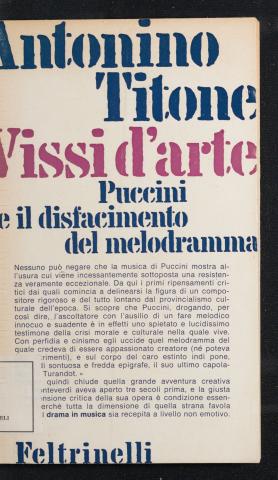 Antonino
Titone
Vissi d'arte
Puccini
e il disfacimento
del melodramma
Nessuno può negare che la musica di Puccini mostra al-
l'usura cui viene incessantemente sottoposta una resisten-
za veramente eccezionale. Da qui i primi ripensamenti cri-
tici dai quali comincia a delinearsi la figura di un compo-
sitore rigoroso e del tutto lontano dal provincialismo cul-
turale dell'epoca. Si scopre che Puccini, drogando, per
così dire, l'ascoltatore con l'ausilio di un fare melodico
innocuo e suadente è in effetti uno spietato e lucidissimo
testimone della crisi morale e culturale nella quale vive.
Con perfidia e cinismo egli uccide quel melodramma del
quale credeva di essere appassionato creatore (né poteva
rimenti), e sul corpo del caro estinto indi pone,
li sontuosa e fredda epigrafe, il suo ultimo capola-
Turandot. »
quindi chiude quella grande avventura creativa
nteverdi aveva aperto tre secoli prima, e la giusta
nsione critica della sua opera è condizione essen-
erché tutta la dimensione di quella strana favola
l dramma in musica sia recepita a livello non emotivo.
ELI
Feltrinelli